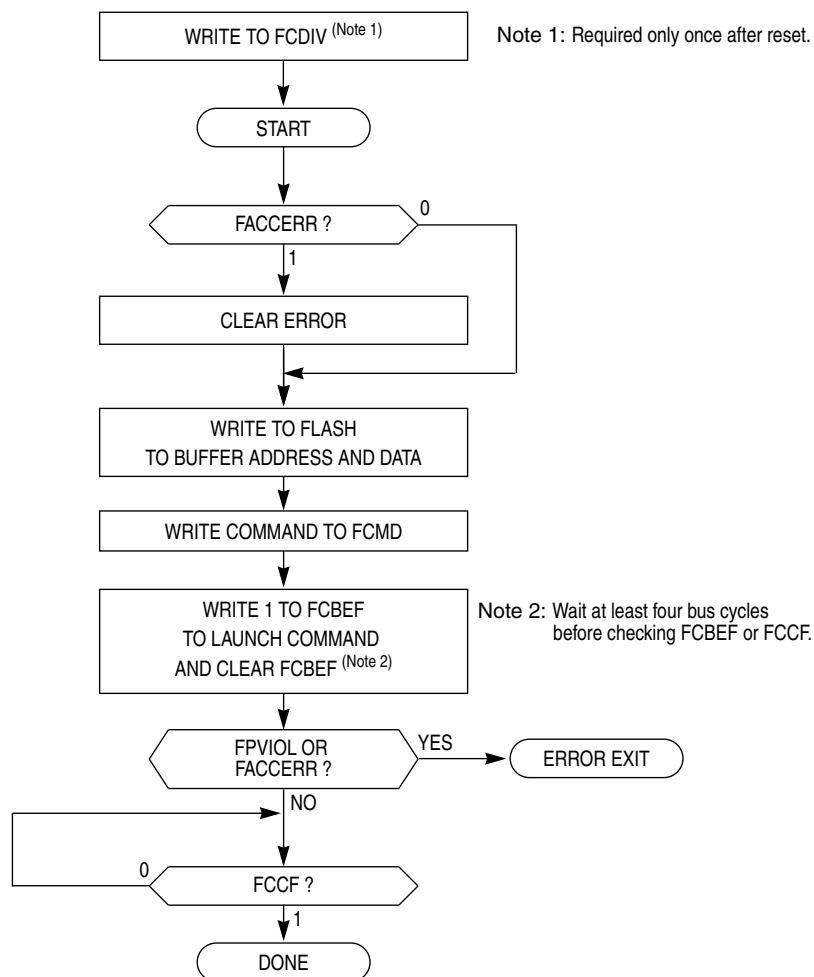 WRITE TO FCDIV (Note 1)
Note 1: Required only once after reset.
START
FACCERR ?
0
1
CLEAR ERROR
WRITE TO FLASH
TO BUFFER ADDRESS AND DATA
WRITE COMMAND TO FCMD
WRITE 1 TO FCBEF
TO LAUNCH COMMAND
AND CLEAR FCBEF (Note 2)
Note 2: Wait at least four bus cycles
before checking FCBEF or FCCF.
FPVIOL OR
FACCERR ?
YES
ERROR EXIT
NO
0
FCCF ?
1
DONE